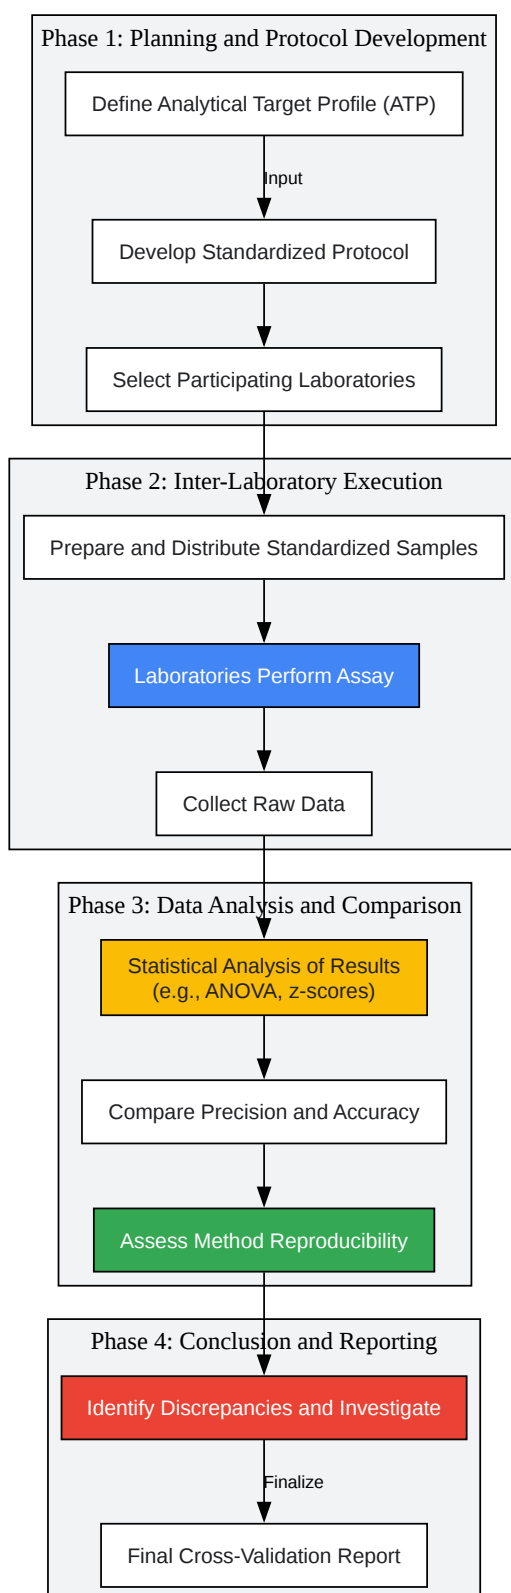 Phase 1: Planning and Protocol Development
Define Analytical Target Profile (ATP)
Input
Develop Standardized Protocol
Select Participating Laboratories
Phase 2: Inter-Laboratory Execution
Prepare and Distribute Standardized Samples
Laboratories Perform Assay
Collect Raw Data
Phase 3: Data Analysis and Comparison
Statistical Analysis of Results
(e.g., ANOVA, z-scores)
Compare Precision and Accuracy
Assess Method Reproducibility
Phase 4: Conclusion and Reporting
Identify Discrepancies and Investigate
Finalize
Final Cross-Validation Report